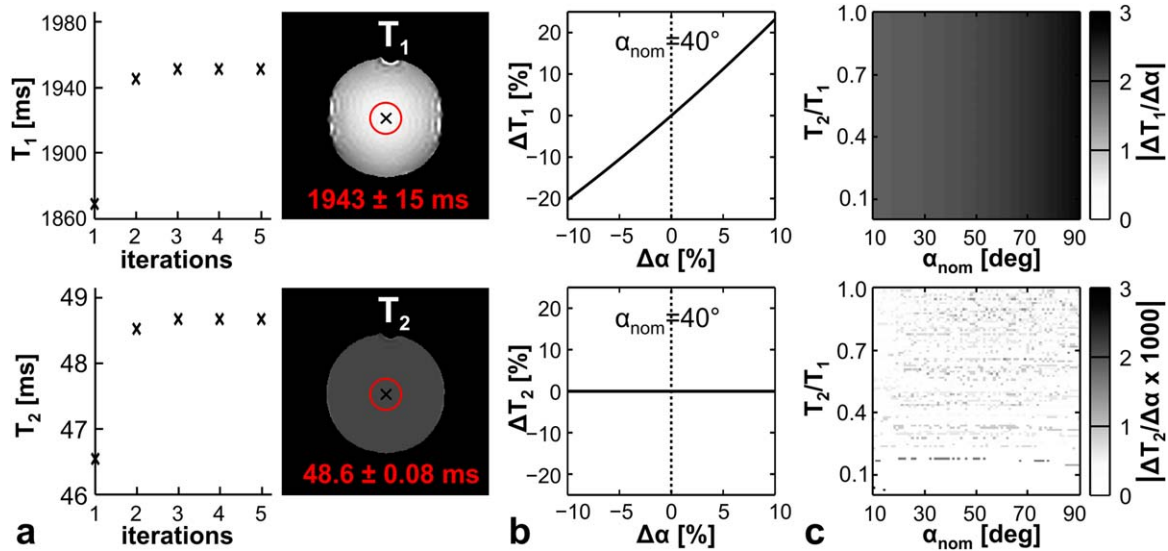 T1 [ms]
1980
1940
1900
1860
1 2 3 4 5
iterations
T1
1943 ± 15 ms
ΔT1 [%]
20
10
0
−10
−20
αnom=40°
−10 −5 0 5 10
Δα [%]
T2/T1
1.0
0.7
0.4
0.1
10 30 50 70 90
αnom [deg]
3
2
1
0
|ΔT1/Δα|
T2 [ms]
49
48
47
46
1 2 3 4 5
iterations
T2
48.6 ± 0.08 ms
ΔT2 [%]
20
10
0
−10
−20
αnom=40°
−10 −5 0 5 10
Δα [%]
T2/T1
1.0
0.7
0.4
0.1
10 30 50 70 90
αnom [deg]
3
2
1
0
|ΔT2/Δα x 1000|
a
b
c